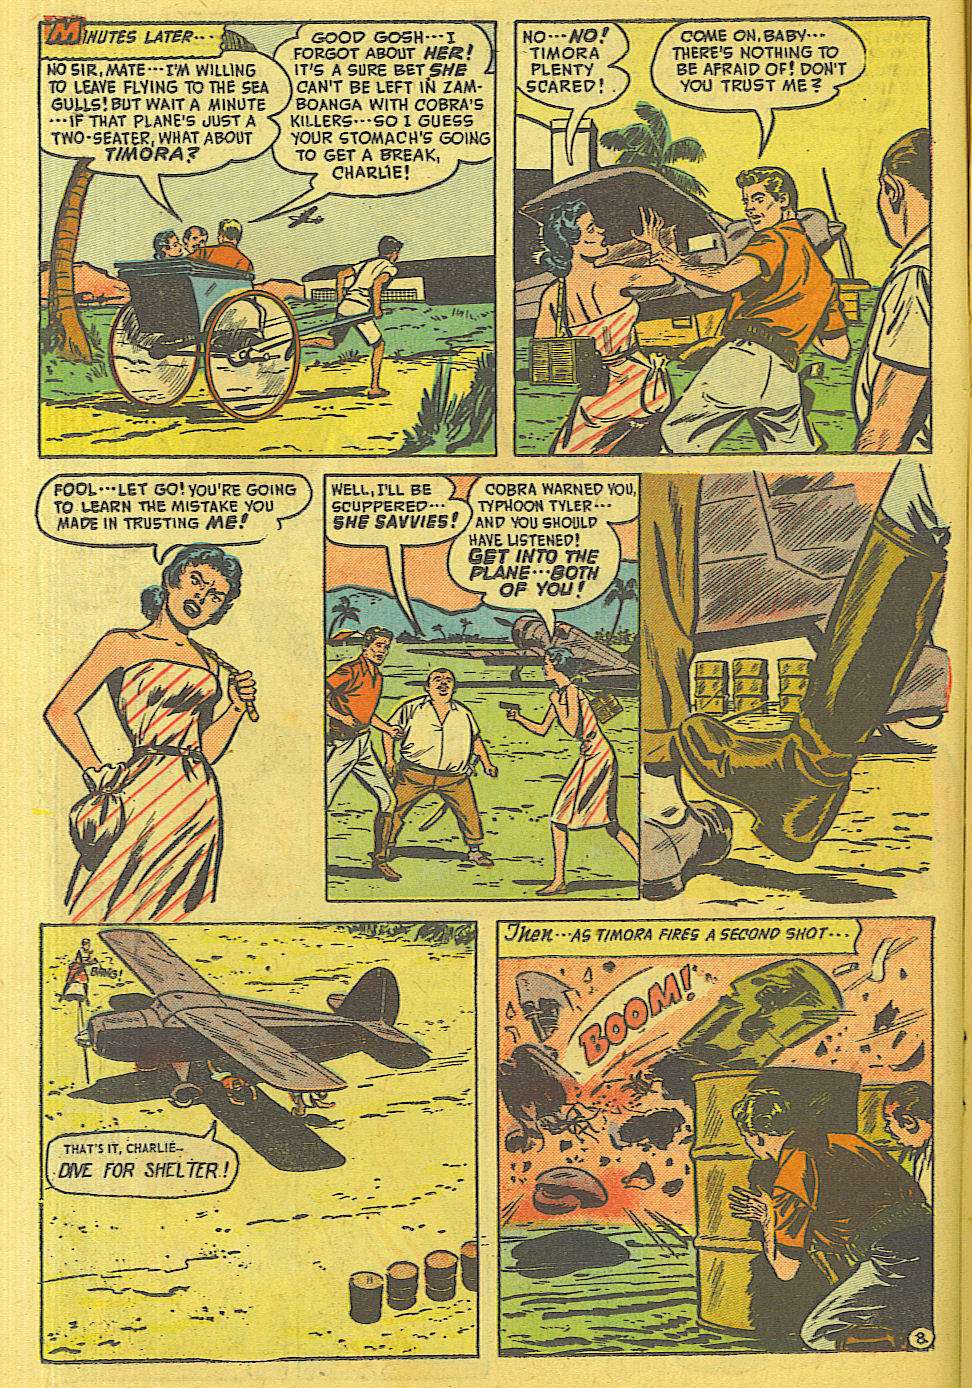 MINUTES LATER---
NO SIR, MATE---I'M WILLING
TO LEAVE FLYING TO THE SEA
GULLS! BUT WAIT A MINUTE
---IF THAT PLANE'S JUST A
TWO-SEATER, WHAT ABOUT
TIMORA?
GOOD GOSH---I
FORGOT ABOUT HER!
IT'S A SURE BET SHE
CAN'T BE LEFT IN ZAM-
BOANGA WITH COBRA'S
KILLERS---SO I GUESS
YOUR STOMACH'S GOING
TO GET A BREAK,
CHARLIE!
NO---NO!
TIMORA
PLENTY
SCARED!
COME ON, BABY---
THERE'S NOTHING TO
BE AFRAID OF! DON'T
YOU TRUST ME?
FOOL---LET GO! YOU'RE GOING
TO LEARN THE MISTAKE YOU
MADE IN TRUSTING ME!
WELL, I'LL BE
SCUPPERED---
SHE SAVVIES!
COBRA WARNED YOU,
TYPHOON TYLER---
AND YOU SHOULD
HAVE LISTENED!
GET INTO THE
PLANE---BOTH
OF YOU!
BANG!
THAT'S IT, CHARLIE--
DIVE FOR SHELTER!
Then---AS TIMORA FIRES A SECOND SHOT---
BOOM!
8